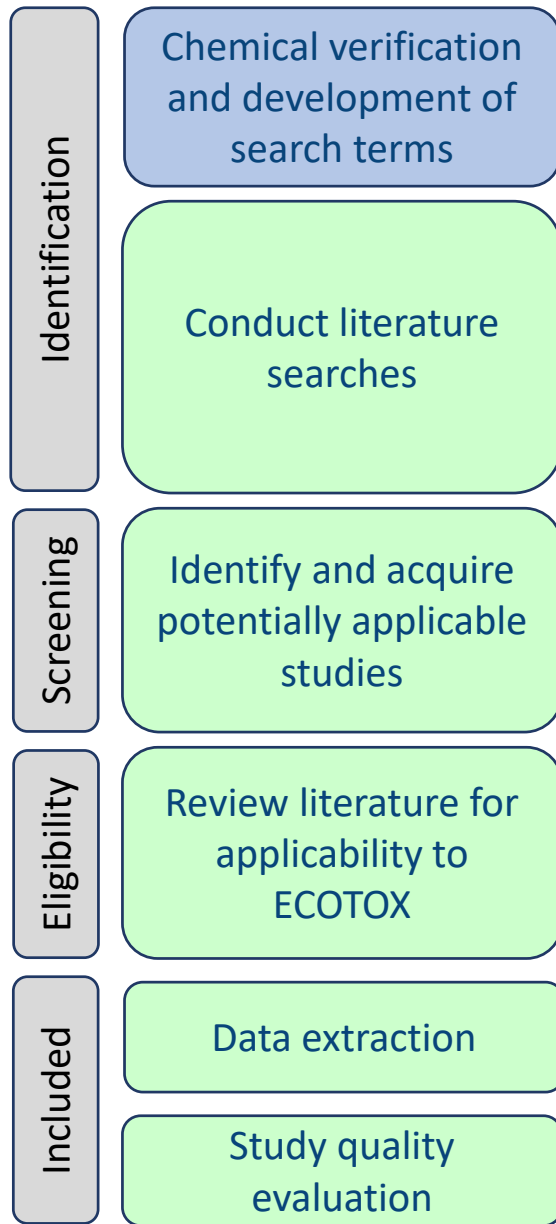 Identification
Chemical verification
and development of
search terms
Conduct literature
searches
Screening
Identify and acquire
potentially applicable
studies
Eligibility
Review literature for
applicability to
ECOTOX
Included
Data extraction
Study quality
evaluation